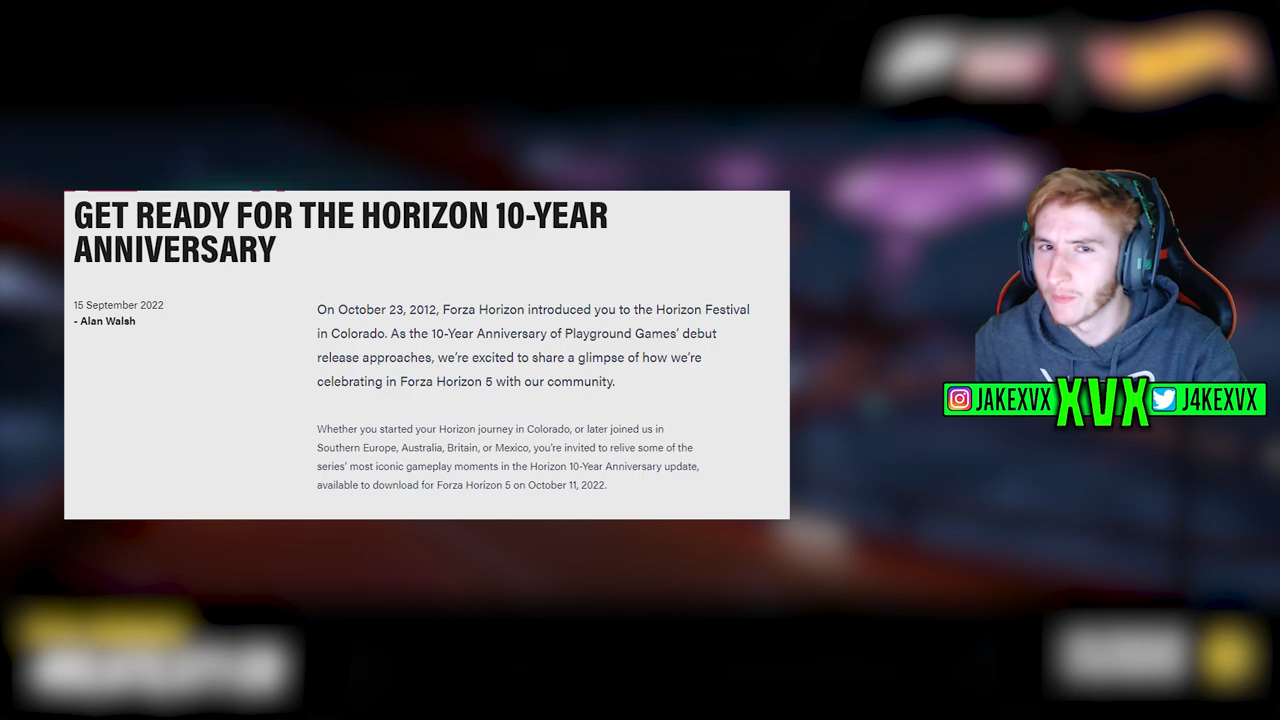 GET READY FOR THE HORIZON 10-YEAR
ANNIVERSARY
15 September 2022
- Alan Walsh
On October 23, 2012, Forza Horizon introduced you to the Horizon Festival
in Colorado. As the 10-Year Anniversary of Playground Games’ debut
release approaches, we’re excited to share a glimpse of how we’re
celebrating in Forza Horizon 5 with our community.
Whether you started your Horizon journey in Colorado, or later joined us in
Southern Europe, Australia, Britain, or Mexico, you’re invited to relive some of the
series’ most iconic gameplay moments in the Horizon 10-Year Anniversary update,
available to download for Forza Horizon 5 on October 11, 2022.
JAKEXVX XVX J4KEXVX